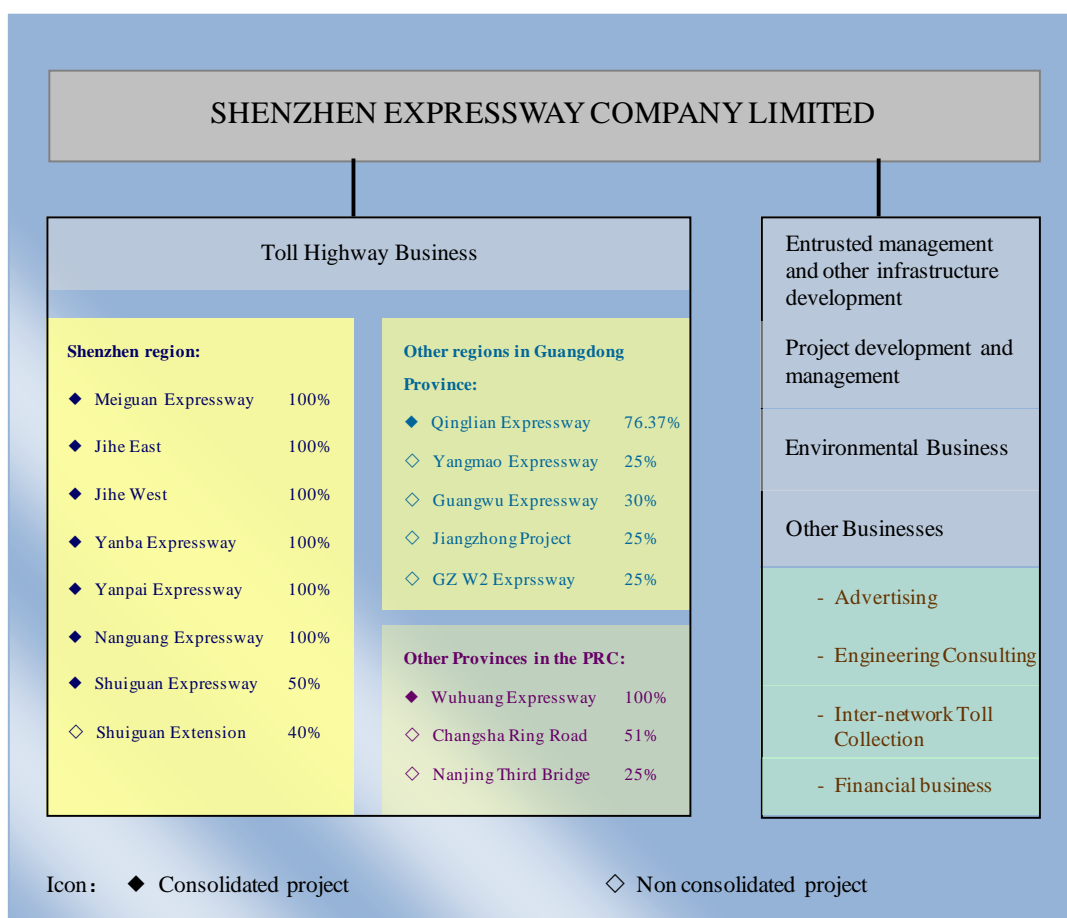 SHENZHEN EXPRESSWAY COMPANY LIMITED
Toll Highway Business
Shenzhen region:
◆ Meiguan Expressway 100%
◆ Jihe East 100%
◆ Jihe West 100%
◆ Yanba Expressway 100%
◆ Yanpai Expressway 100%
◆ Nanguang Expressway 100%
◆ Shuiguan Expressway 50%
◇ Shuiguan Extension 40%
Other regions in Guangdong
Province:
◆ Qinglian Expressway 76.37%
◇ Yangmao Expressway 25%
◇ Guangwu Expressway 30%
◇ Jiangzhong Project 25%
◇ GZ W2 Exprssway 25%
Other Provinces in the PRC:
◆ Wuhuang Expressway 100%
◇ Changsha Ring Road 51%
◇ Nanjing Third Bridge 25%
Entrusted management
and other infrastructure
development
Project development and
management
Environmental Business
Other Businesses
- Advertising
- Engineering Consulting
- Inter-network Toll
Collection
- Financial business
Icon： ◆ Consolidated project ◇ Non consolidated project